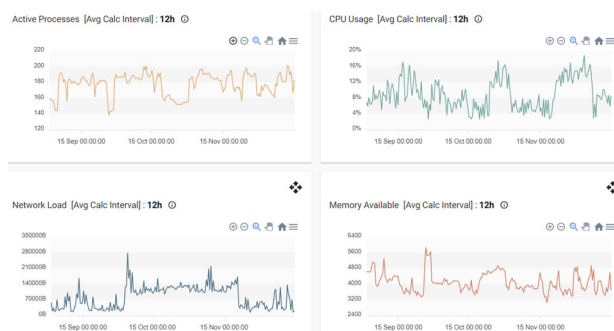 Active Processes [Avg Calc Interval] : 12h
220
200
180
160
140
120
15 Sep 00:00:00 15 Oct 00:00:00 15 Nov 00:00:00
CPU Usage [Avg Calc Interval] : 12h
20%
16%
12%
8%
4%
0%
15 Sep 00:00:00 15 Oct 00:00:00 15 Nov 00:00:00
Network Load [Avg Calc Interval] : 12h
350000B
280000B
210000B
140000B
70000B
0B
15 Sep 00:00:00 15 Oct 00:00:00 15 Nov 00:00:00
Memory Available [Avg Calc Interval] : 12h
6400
5600
4800
4000
3200
2400
15 Sep 00:00:00 15 Oct 00:00:00 15 Nov 00:00:00